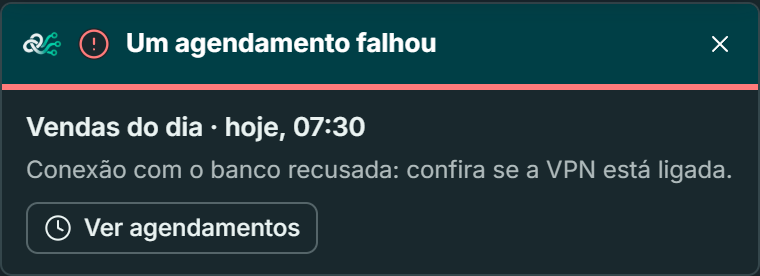 Um agendamento falhou
Vendas do dia · hoje, 07:30
Conexão com o banco recusada: confira se a VPN está ligada.
Ver agendamentos